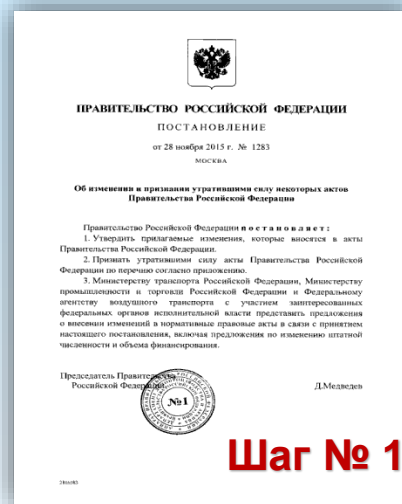 ПРАВИТЕЛЬСТВО РОССИЙСКОЙ ФЕДЕРАЦИИ
ПОСТАНОВЛЕНИЕ
от 28 ноября 2015 г. № 1283
МОСКВА
Об изменении и признании утратившими силу некоторых актов
Правительства Российской Федерации
Правительство Российской Федерации постановляет:
1. Утвердить прилагаемые изменения, которые вносятся в акты
Правительства Российской Федерации.
2. Признать утратившими силу акты Правительства Российской
Федерации по перечню согласно приложению.
3. Министерству транспорта Российской Федерации, Министерству
промышленности и торговли Российской Федерации и Федеральному
агентству воздушного транспорта с участием заинтересованных
федеральных органов исполнительной власти представить предложения
о внесении изменений в нормативные правовые акты в связи с принятием
настоящего постановления, включая предложения по изменению штатной
численности и объема финансирования.
Председатель Правительства
Российской Федерации
Д.Медведев
№1
Шаг № 1